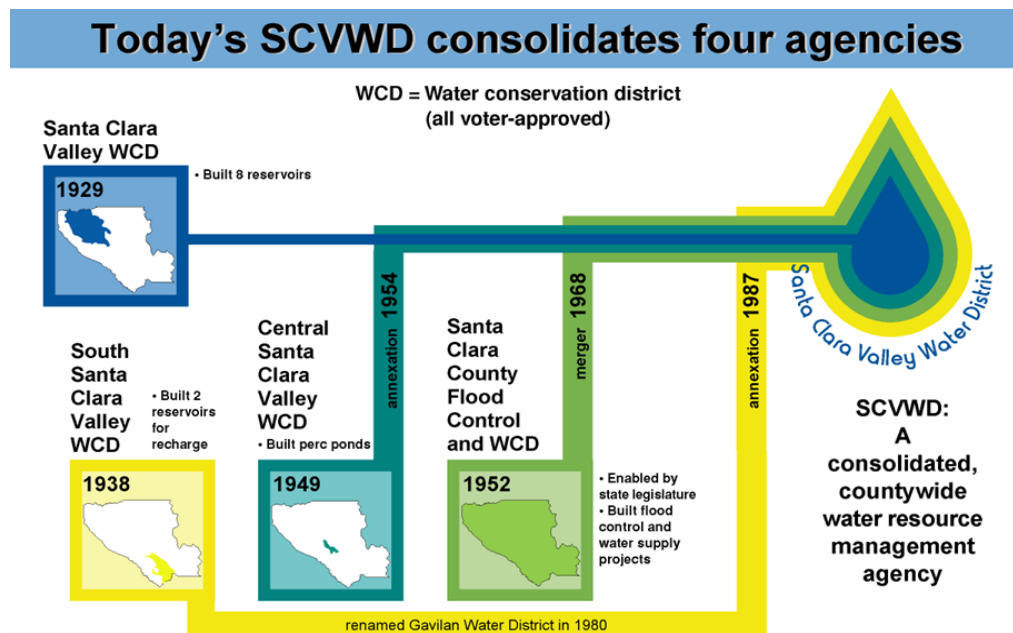 Today's SCVWD consolidates four agencies
WCD = Water conservation district
(all voter-approved)
Santa Clara
Valley WCD
• Built 8 reservoirs
1929
South
Santa
Clara
Valley
WCD
• Built 2
reservoirs
for
recharge
1938
Central
Santa
Clara
Valley
WCD
• Built perc ponds
1949
annexation 1954
Santa
Clara
County
Flood
Control
and WCD
1952
• Enabled by
state legislature
• Built flood
control and
water supply
projects
merger 1968
annexation 1987
renamed Gavilan Water District in 1980
Santa Clara Valley Water District
SCVWD:
A
consolidated,
countywide
water resource
management
agency